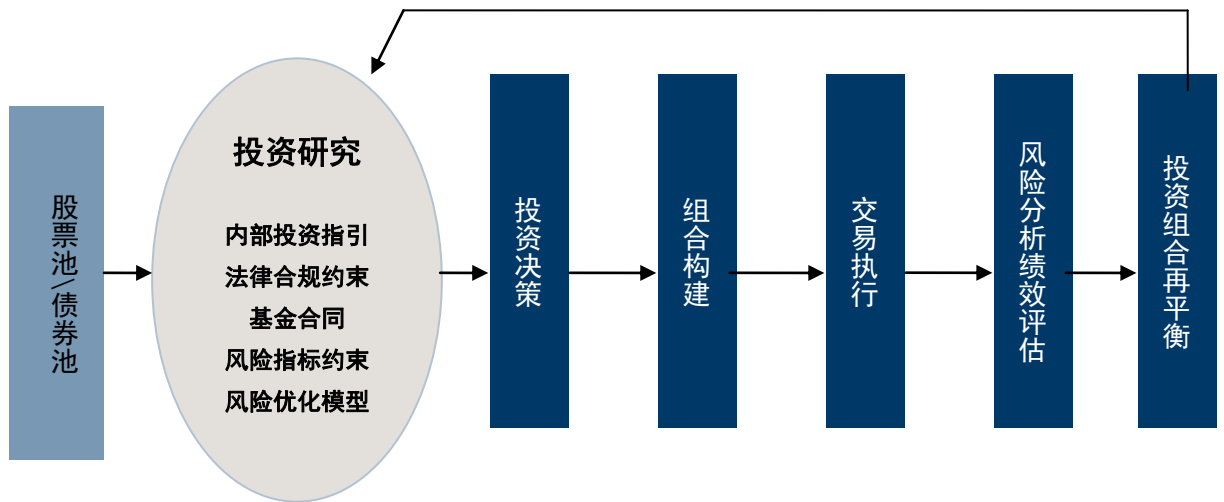 股票池/债券池
投资研究
内部投资指引
法律合规约束
基金合同
风险指标约束
风险优化模型
投资决策
组合构建
交易执行
风险分析绩效评估
投资组合再平衡